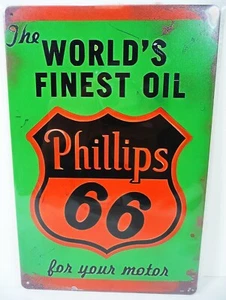 The
WORLD'S
FINEST OIL
Phillips
66
for your motor